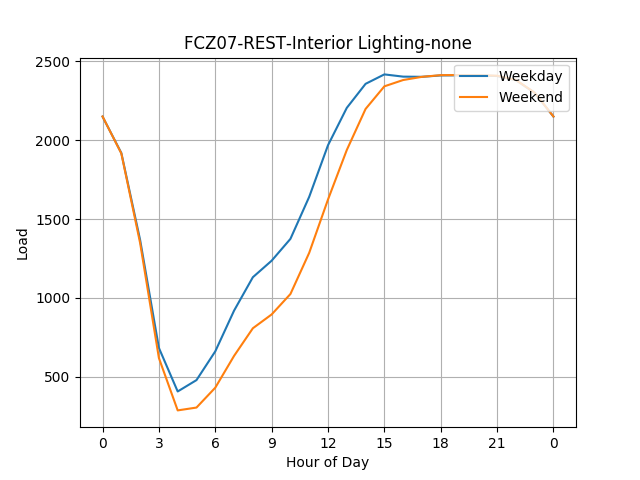 FCZ07-REST-Interior Lighting-none
2500
2000
1500
1000
500
Load
Weekday
Weekend
0 3 6 9 12 15 18 21 0
Hour of Day